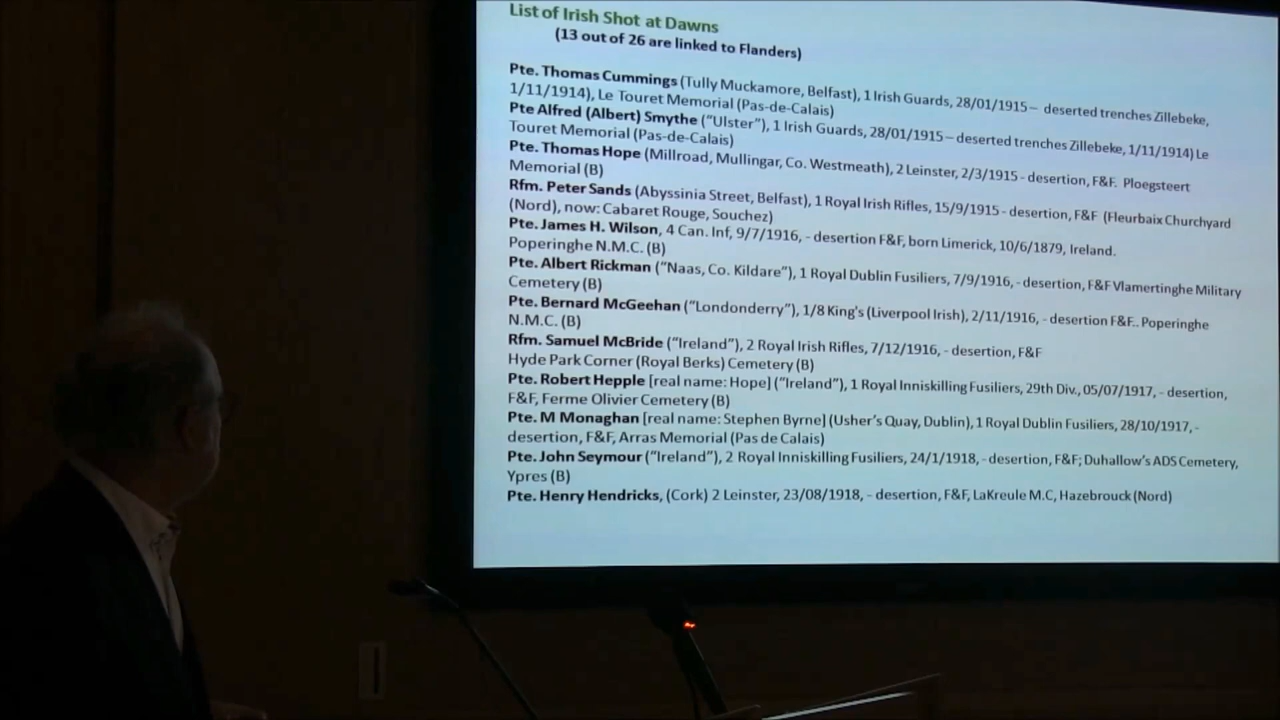 List of Irish Shot at Dawns
(13 out of 26 are linked to Flanders)
Pte. Thomas Cummings (Tully Muckamore, Belfast), 1 Irish Guards, 28/01/1915 – deserted trenches Zillebeke,
1/11/1914), Le Touret Memorial (Pas-de-Calais)
Pte Alfred (Albert) Smythe ("Ulster"), 1 Irish Guards, 28/01/1915 – deserted trenches Zillebeke, 1/11/1914) Le
Touret Memorial (Pas-de-Calais)
Pte. Thomas Hope (Millroad, Mullingar, Co. Westmeath), 2 Leinster, 2/3/1915 - desertion, F&F. Ploegsteert
Memorial (B)
Rfm. Peter Sands (Abyssinia Street, Belfast), 1 Royal Irish Rifles, 15/9/1915 - desertion, F&F (Fleurbaix Churchyard
(Nord), now: Cabaret Rouge, Souchez)
Pte. James H. Wilson, 4 Can. Inf, 9/7/1916, - desertion F&F, born Limerick, 10/6/1879, Ireland.
Poperinghe N.M.C. (B)
Pte. Albert Rickman ("Naas, Co. Kildare"), 1 Royal Dublin Fusiliers, 7/9/1916, - desertion, F&F Vlamertinghe Military
Cemetery (B)
Pte. Bernard McGeehan ("Londonderry"), 1/8 King's (Liverpool Irish), 2/11/1916, - desertion F&F.. Poperinghe
N.M.C. (B)
Rfm. Samuel McBride ("Ireland"), 2 Royal Irish Rifles, 7/12/1916, - desertion, F&F
Hyde Park Corner (Royal Berks) Cemetery (B)
Pte. Robert Hepple [real name: Hope] ("Ireland"), 1 Royal Inniskilling Fusiliers, 29th Div., 05/07/1917, - desertion,
F&F, Ferme Olivier Cemetery (B)
Pte. M Monaghan [real name: Stephen Byrne] (Usher's Quay, Dublin), 1 Royal Dublin Fusiliers, 28/10/1917, -
desertion, F&F, Arras Memorial (Pas de Calais)
Pte. John Seymour ("Ireland"), 2 Royal Inniskilling Fusiliers, 24/1/1918, - desertion, F&F; Duhallow's ADS Cemetery,
Ypres (B)
Pte. Henry Hendricks, (Cork) 2 Leinster, 23/08/1918, - desertion, F&F, LaKreule M.C, Hazebrouck (Nord)